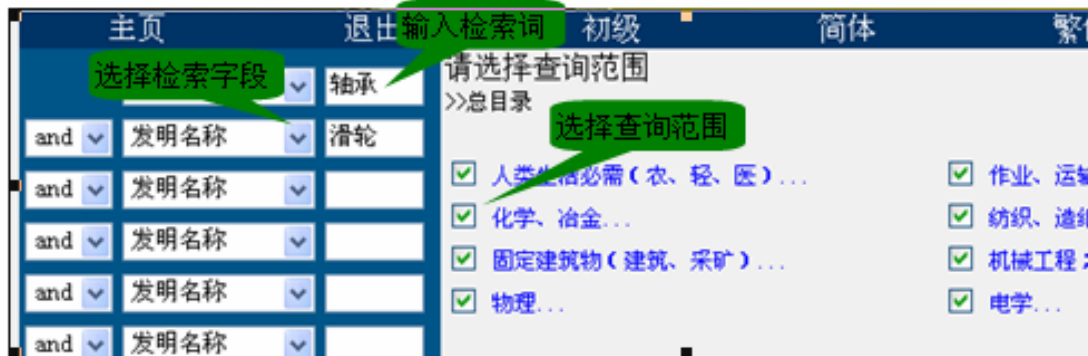 主页 退出 输入检索词 初级 简体 繁
选择检索字段 轴承
请选择查询范围
>>总目录
选择查询范围
and 发明名称 滑轮
and 发明名称
and 发明名称
and 发明名称
and 发明名称
人类生活必需(农、轻、医)... 作业、运输
化学、冶金... 纺织、造纸
固定建筑物(建筑、采矿)... 机械工程
物理... 电学...